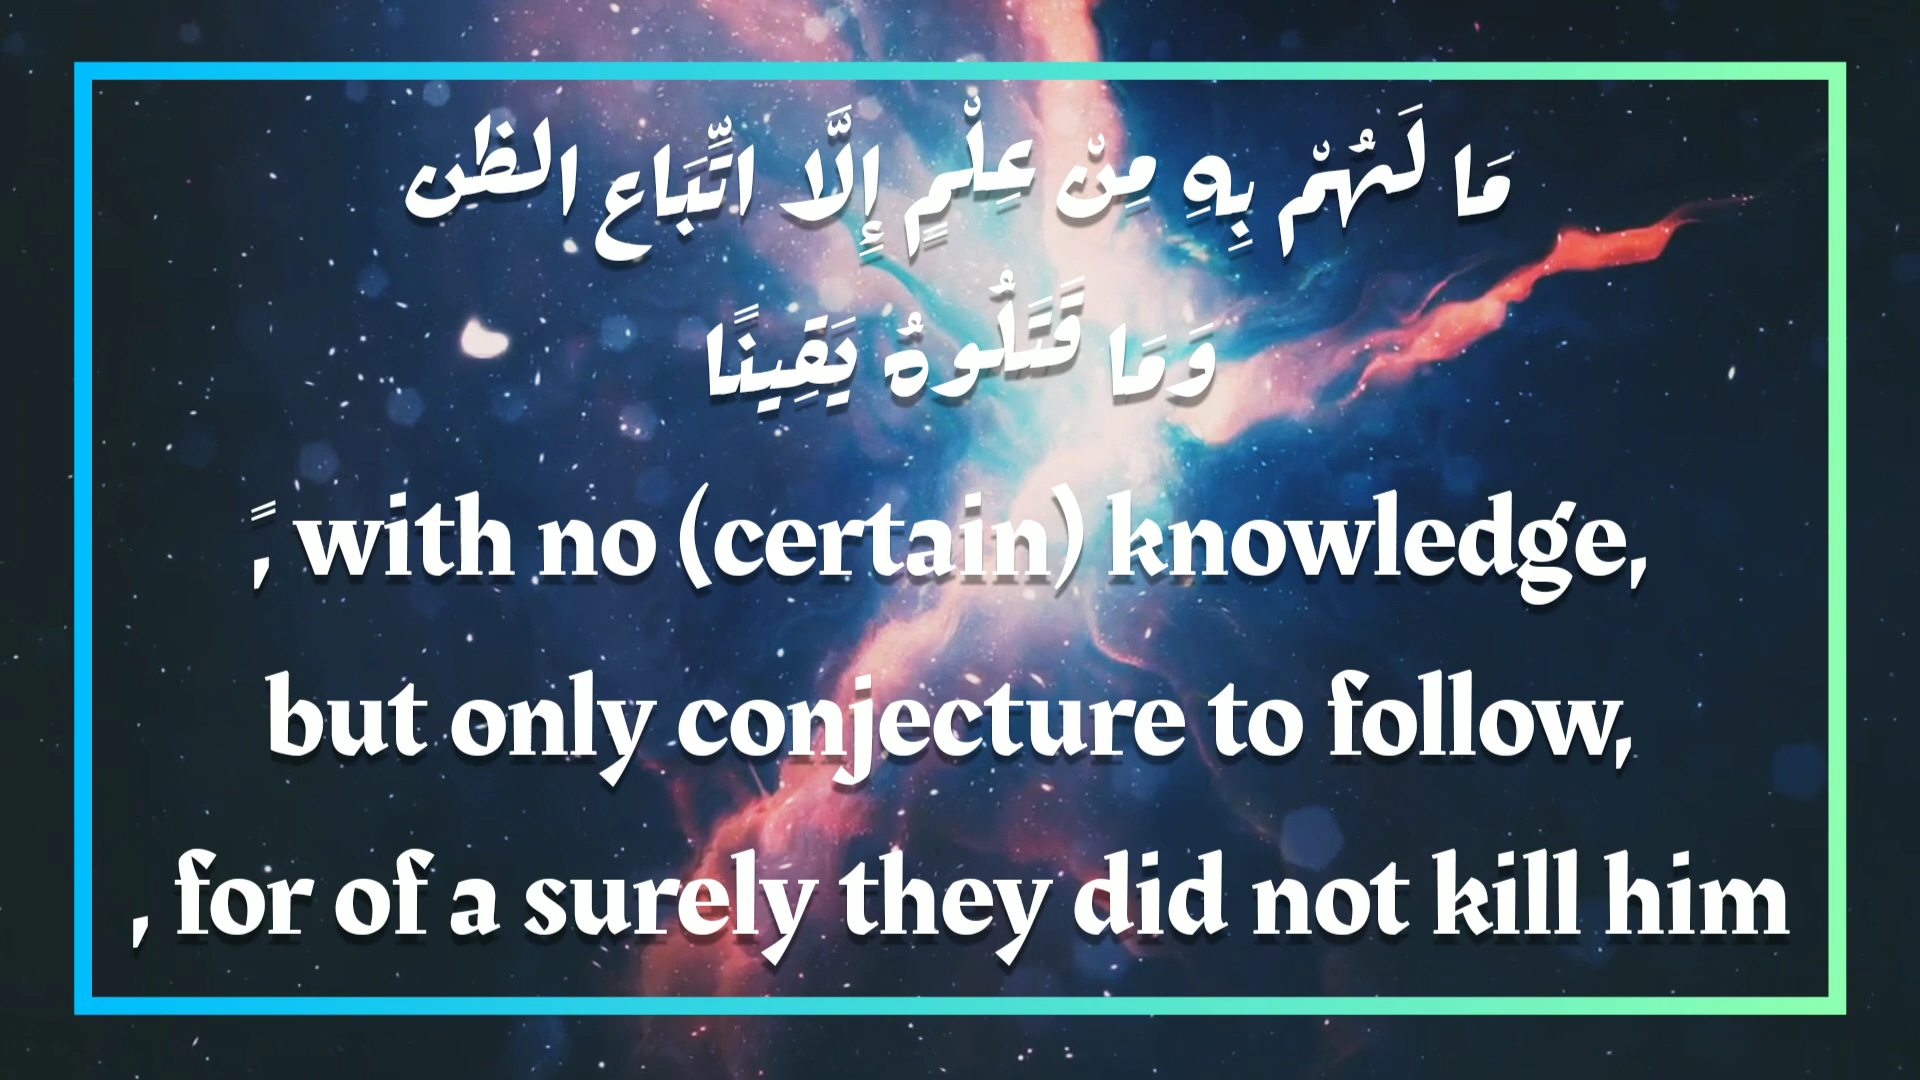 مَا لَهُمْ بِهِ مِنْ عِلْمٍ إِلَّا اتِّبَاع الظن
وَمَا قَتَلُوهُ يَقِينًا
ً, with no (certain) knowledge,
but only conjecture to follow,
, for of a surely they did not kill him